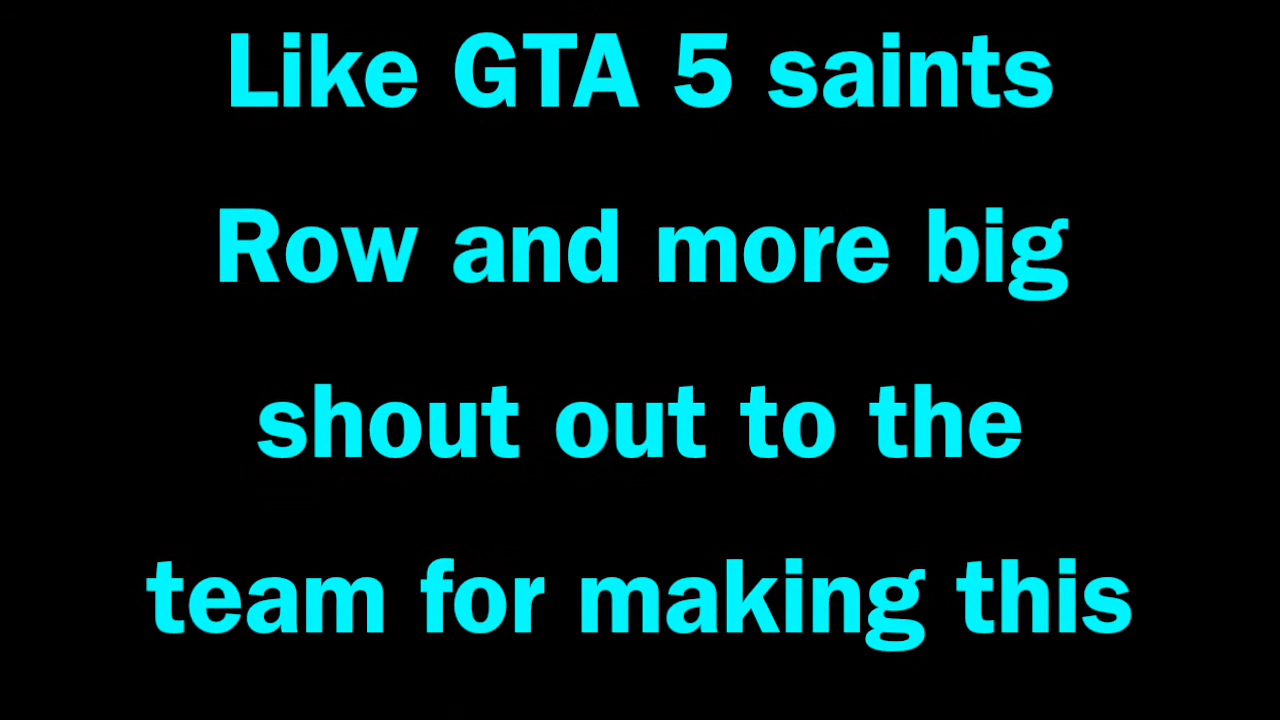 Like GTA 5 saints
Row and more big
shout out to the
team for making this